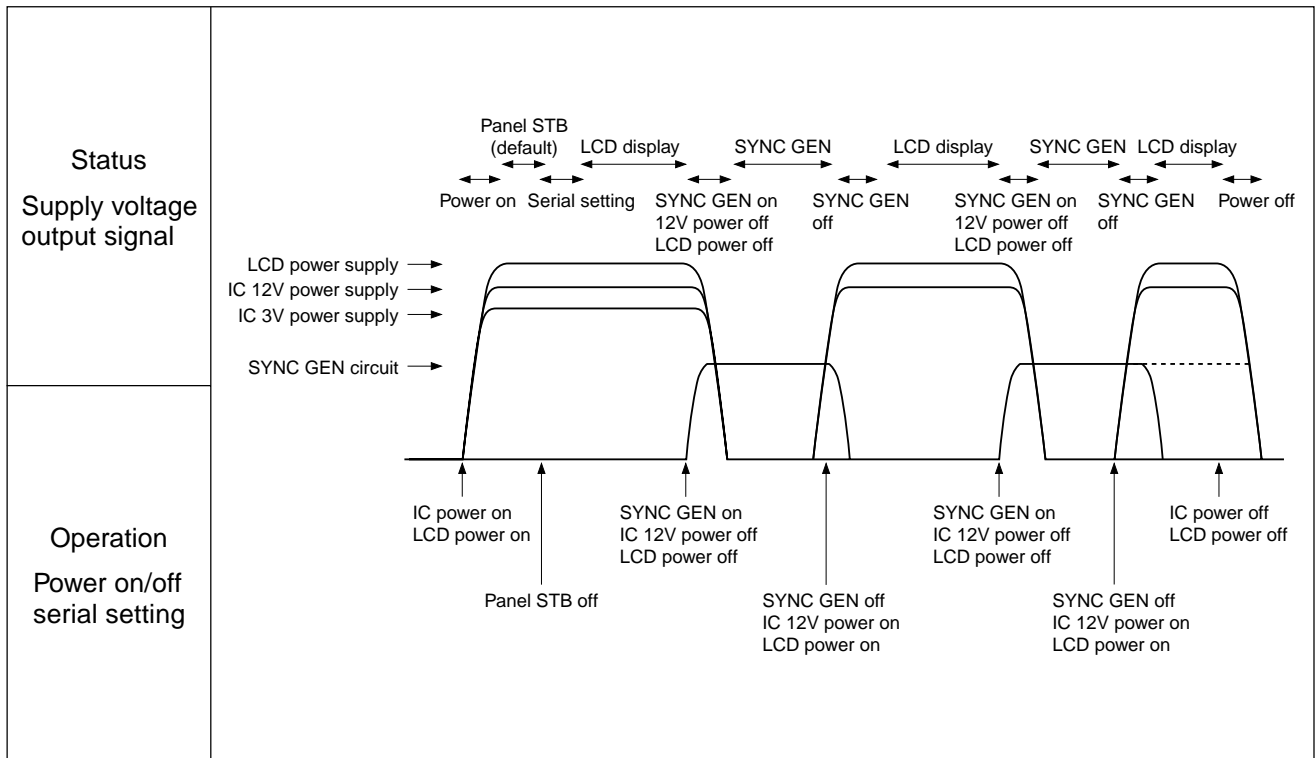 Status
Supply voltage
output signal
Panel STB
(default)
LCD display
SYNC GEN
LCD display
SYNC GEN
LCD display
Power on
Serial setting
SYNC GEN on
12V power off
LCD power off
SYNC GEN
off
SYNC GEN on
12V power off
LCD power off
SYNC GEN
off
Power off
LCD power supply
IC 12V power supply
IC 3V power supply
SYNC GEN circuit
Operation
Power on/off
serial setting
IC power on
LCD power on
SYNC GEN on
IC 12V power off
LCD power off
SYNC GEN on
IC 12V power off
LCD power off
IC power off
LCD power off
Panel STB off
SYNC GEN off
IC 12V power on
LCD power on
SYNC GEN off
IC 12V power on
LCD power on